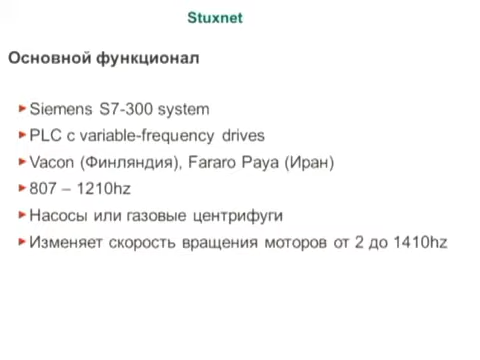 Stuxnet
Основной функционал
Siemens S7-300 system
PLC с variable-frequency drives
Vacon (Финляндия), Fararo Paya (Иран)
807 – 1210hz
Насосы или газовые центрифуги
Изменяет скорость вращения моторов от 2 до 1410hz